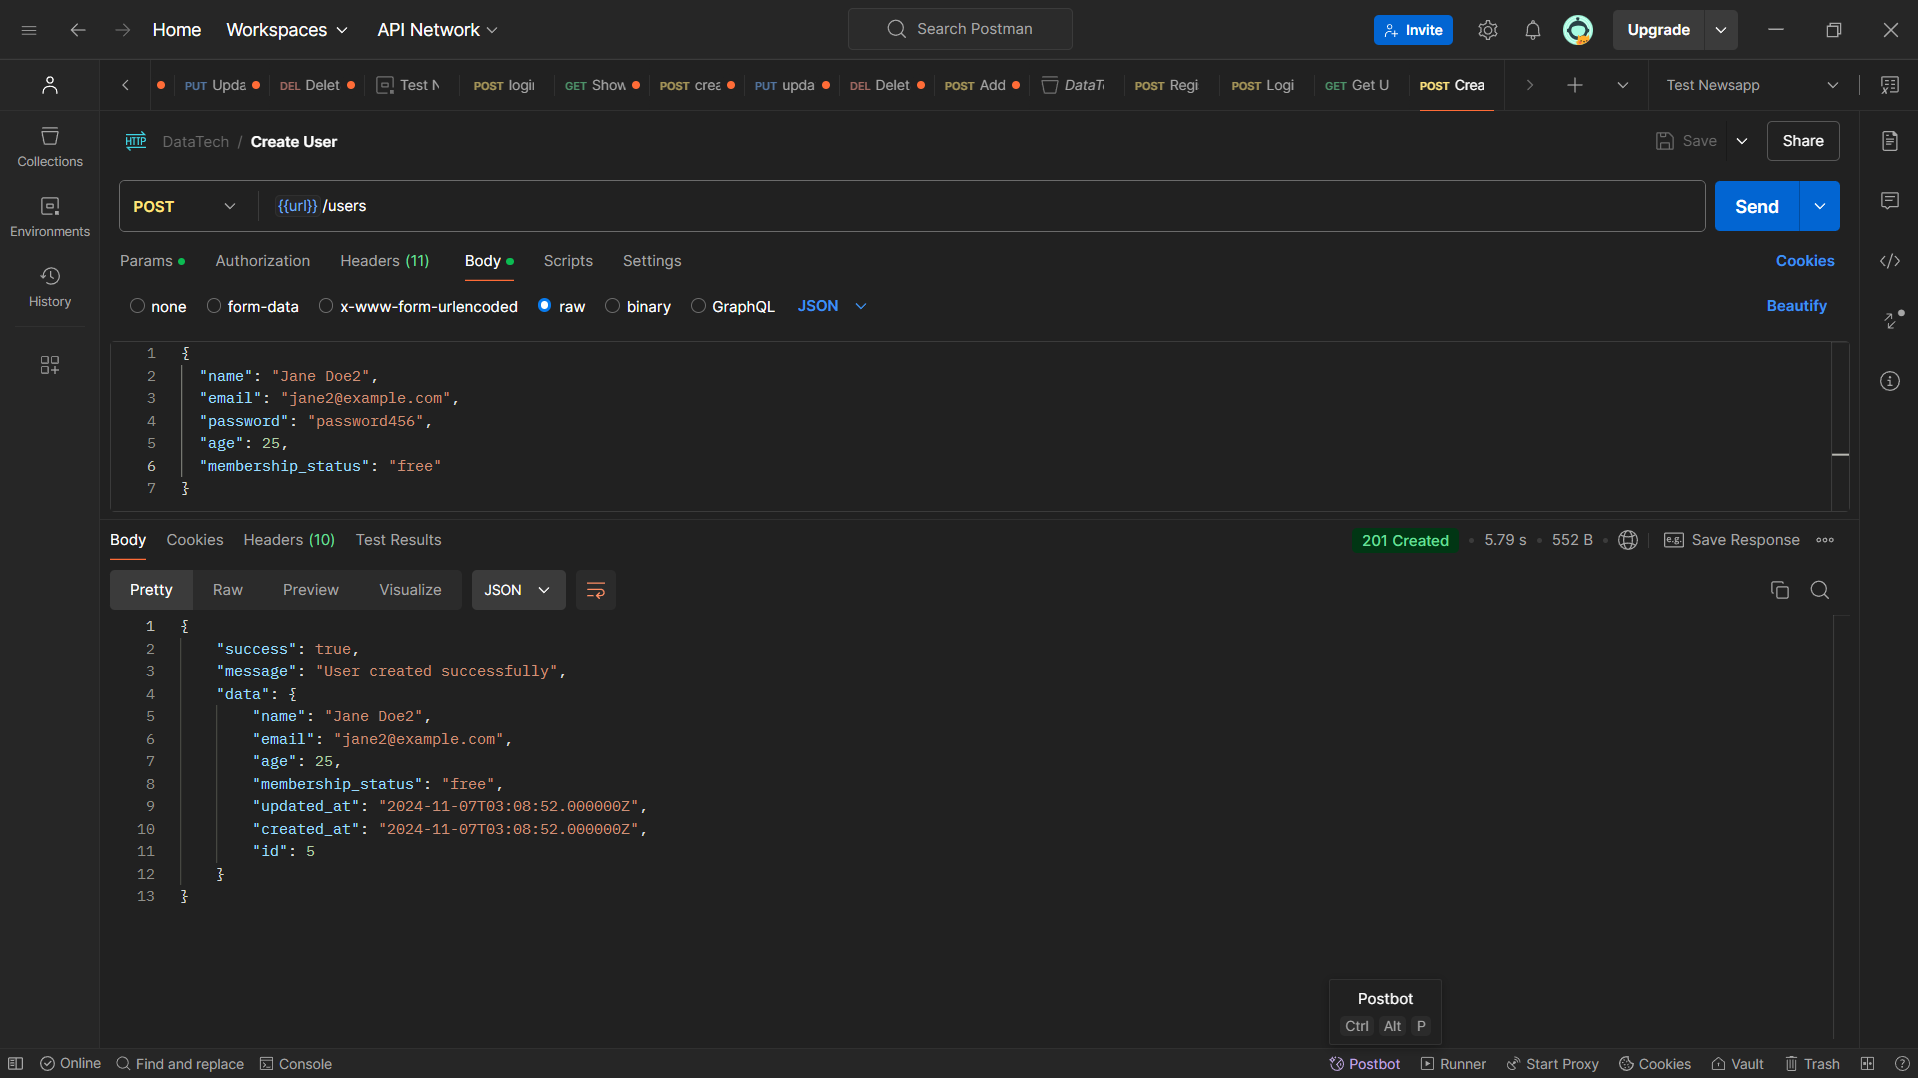 Home Workspaces API Network Search Postman Invite Upgrade
PUT Upda DEL Delet Test N POST login GET Show POST crea PUT upda DEL Delet POST Add DataT POST Regi POST Logi GET Get U POST Crea Test Newsapp
Collections
Environments
History
HTTP DataTech / Create User Save Share
POST {{url}} /users Send
Params Authorization Headers (11) Body Scripts Settings Cookies
none form-data x-www-form-urlencoded raw binary GraphQL JSON Beautify
1 {
2 "name": "Jane Doe2",
3 "email": "jane2@example.com",
4 "password": "password456",
5 "age": 25,
6 "membership_status": "free"
7 }
Body Cookies Headers (10) Test Results 201 Created 5.79 s 552 B e.g. Save Response
Pretty Raw Preview Visualize JSON
1 {
2 "success": true,
3 "message": "User created successfully",
4 "data": {
5 "name": "Jane Doe2",
6 "email": "jane2@example.com",
7 "age": 25,
8 "membership_status": "free",
9 "updated_at": "2024-11-07T03:08:52.000000Z",
10 "created_at": "2024-11-07T03:08:52.000000Z",
11 "id": 5
12 }
13 }
Postbot
Ctrl Alt P
Online Find and replace Console Postbot Runner Start Proxy Cookies Vault Trash